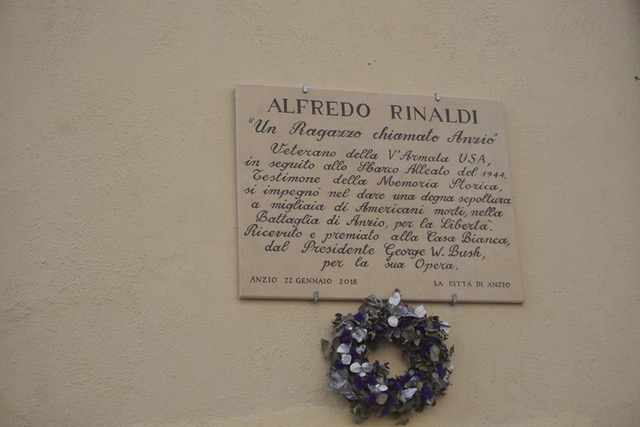 ALFREDO RINALDI
"Un Ragazzo chiamato Anzio"
Veterano della V°Armata USA,
in seguito allo Sbarco Alleato del 1944.
Testimone della Memoria Storica,
si impegnò nel dare una degna sepoltura
a migliaia di Americani morti, nella
Battaglia di Anzio, per la Libertà.
Ricevuto e premiato alla Casa Bianca,
dal Presidente George W. Bush,
per la sua Opera.
ANZIO 22 GENNAIO 2018 LA CITTÀ DI ANZIO